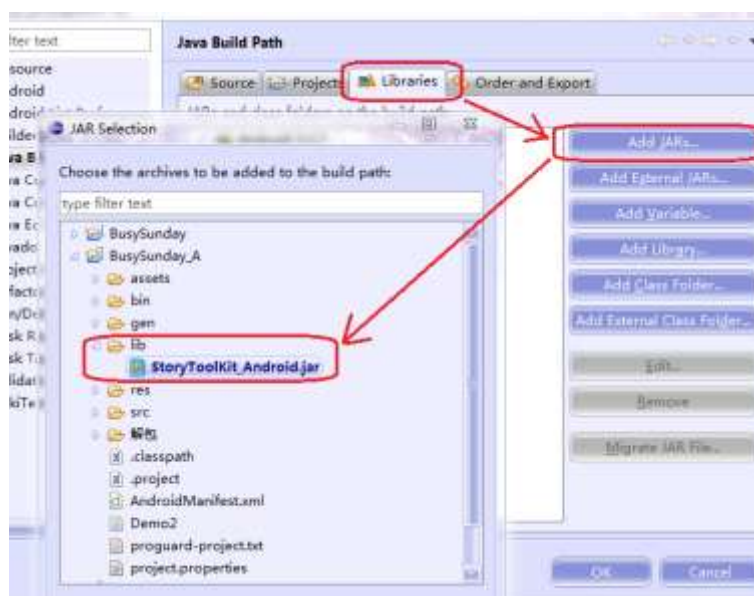 lter text
Java Build Path
source
droid
Source
Projects
Libraries
Order and Export
JAR Selection
Choose the archives to be added to the build path:
type filter text
BusySunday
BusySunday_A
assets
bin
gen
lib
StoryToolKit_Android.jar
res
src
解包
.classpath
.project
AndroidManifest.xml
Demo2
proguard-project.txt
project.properties
Add JARs...
Add External JARs...
Add Variable...
Add Library...
Add Class Folder...
Add External Class Folder...
Edit...
Remove
Migrate JAR File...
OK
Cancel